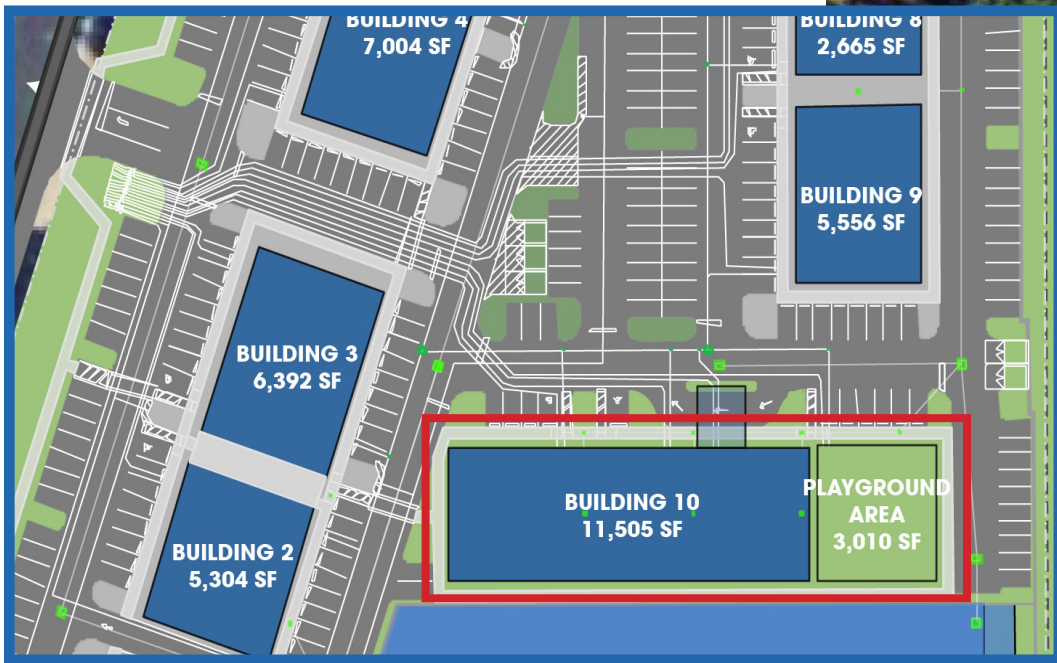 BUILDING 4
7,004 SF
BUILDING 8
2,665 SF
BUILDING 9
5,556 SF
BUILDING 3
6,392 SF
BUILDING 2
5,304 SF
BUILDING 10
11,505 SF
PLAYGROUND
AREA
3,010 SF